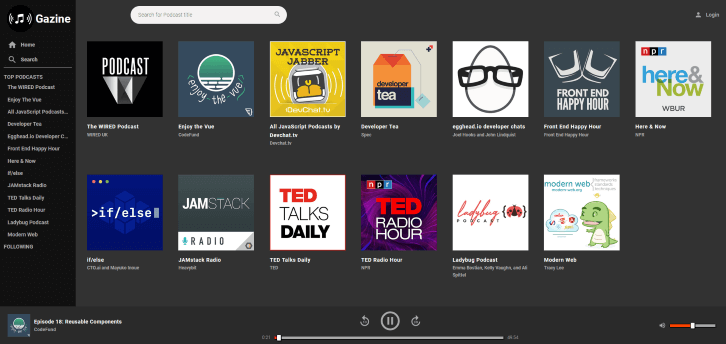 Gazine
Search for Podcast title
Login
Home
Search
TOP PODCASTS
The WIRED Podcast
Enjoy The Vue
All JavaScript Podcasts...
Developer Tea
Egghead.io Developer C...
Front End Happy Hour
Here & Now
if/else
JAMstack Radio
TED Talks Daily
TED Radio Hour
Ladybug Podcast
Modern Web
FOLLOWING
PODCAST
The WIRED Podcast
WIRED UK
enjoy the vue
Enjoy the Vue
CodeFund
JAVASCRIPT
JABBER
DevChat.tv
All JavaScript Podcasts by
Devchat.tv
Devchat.tv
developer
tea
Developer Tea
Spec
egghead.io developer chats
Joel Hooks and John Lindquist
FRONT END
HAPPY HOUR
Front End Happy Hour
Front End Happy Hour
npr
here&
Now
WBUR
Here & Now
NPR
>if/else
if/else
JAMSTACK
RADIO
JAMstack Radio
Heavybit
TED
TALKS
DAILY
TED Talks Daily
TED
npr
TED
RADIO
HOUR
TED Radio Hour
NPR
ladybug
PODCAST
Ladybug Podcast
Emma Bostian, Kelly Vaughn, and Ali
Spittel
modern web
Modern Web
Tracy Lee
Episode 18: Reusable Components
CodeFund
0:21